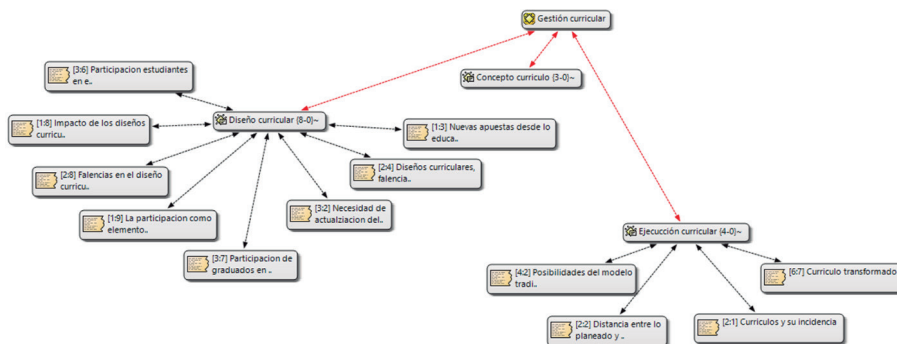 Gestión curricular
Concepto curriculo {3-0}~
[3:6] Participacion estudiantes
en e..
Diseño curricular {8-0}~
[1:8] Impacto de los diseños
curricu..
[1:3] Nuevas apuestas desde lo
educa..
[2:8] Falencias en el diseño
curricu..
[2:4] Diseños curriculares,
falencia..
[1:9] La participacion como
elemento..
[3:2] Necesidad de
actualziacion del..
[3:7] Participacion de
graduados en ..
Ejecucción curricular {4-0}~
[4:2] Posibilidades del modelo
tradi..
[6:7] Curriculo transformado
[2:2] Distancia entre lo
planeado y ..
[2:1] Curriculos y su incidencia